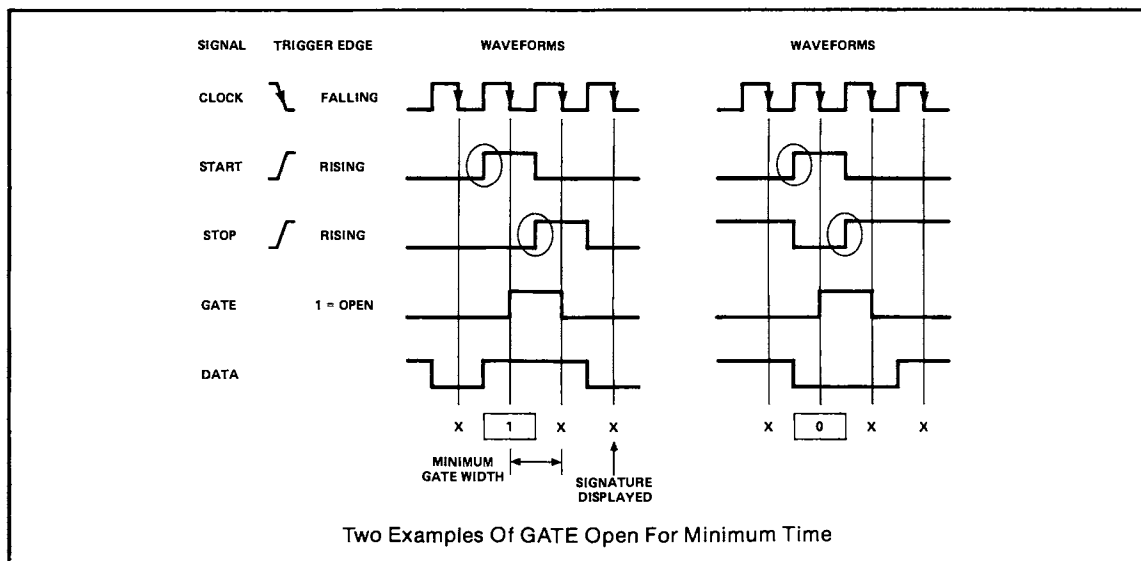 SIGNAL TRIGGER EDGE WAVEFORMS WAVEFORMS
CLOCK FALLING
START RISING
STOP RISING
GATE 1 = OPEN
DATA
X 1 X X X 0 X X
MINIMUM
GATE WIDTH
SIGNATURE
DISPLAYED
Two Examples Of GATE Open For Minimum Time